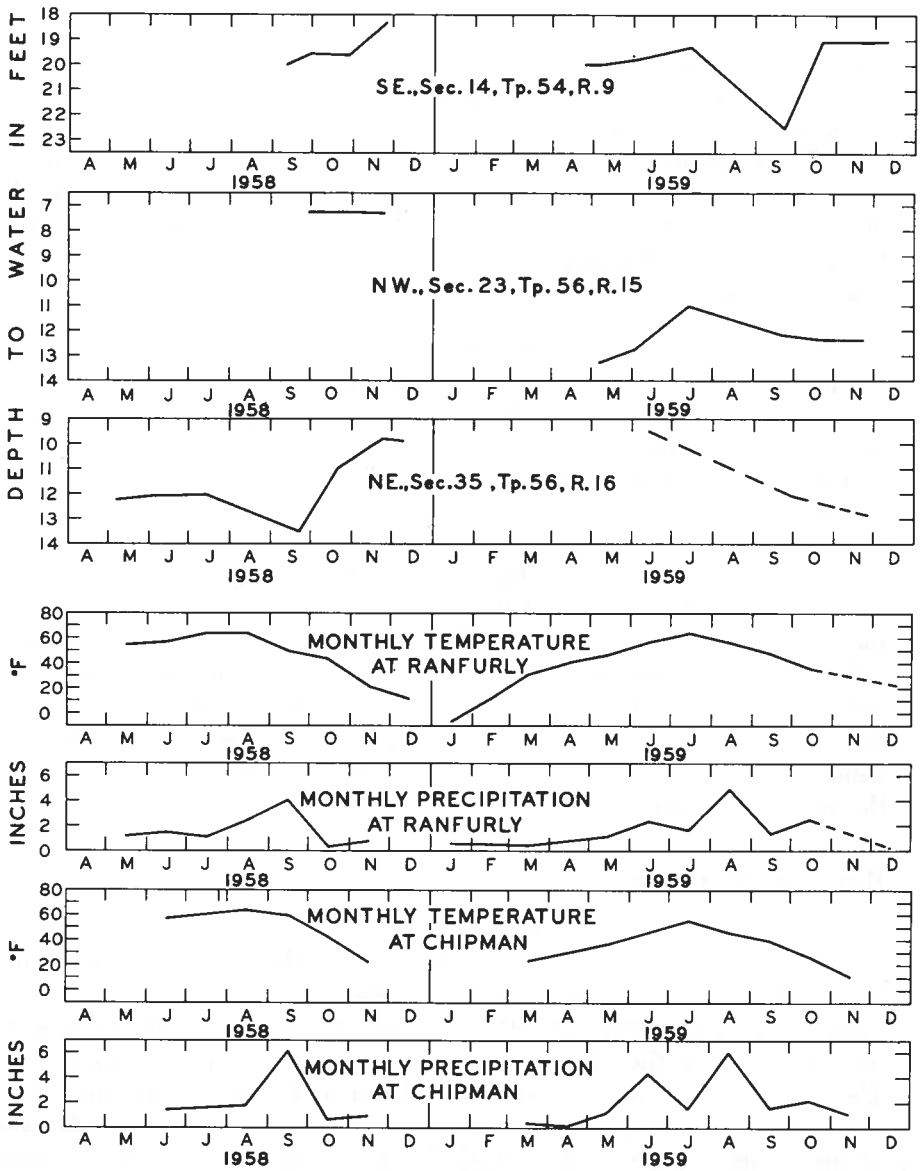 DEPTH TO WATER IN FEET
18
19
20
21
22
23
SE., Sec. 14, Tp. 54, R. 9
A M J J A S O N D J F M A M J J A S O N D
1958 1959
7
8
9
10
11
12
13
14
NW., Sec. 23, Tp. 56, R. 15
A M J J A S O N D J F M A M J J A S O N D
1958 1959
9
10
11
12
13
14
NE., Sec. 35, Tp. 56, R. 16
A M J J A S O N D J F M A M J J A S O N D
1958 1959
°F
80
60
40
20
0
MONTHLY TEMPERATURE
AT RANFURLY
A M J J A S O N D J F M A M J J A S O N D
1958 1959
INCHES
6
4
2
0
MONTHLY PRECIPITATION
AT RANFURLY
A M J J A S O N D J F M A M J J A S O N D
1958 1959
°F
80
60
40
20
0
MONTHLY TEMPERATURE
AT CHIPMAN
A M J J A S O N D J F M A M J J A S O N D
1958 1959
INCHES
6
4
2
0
MONTHLY PRECIPITATION
AT CHIPMAN
A M J J A S O N D J F M A M J J A S O N D
1958 1959